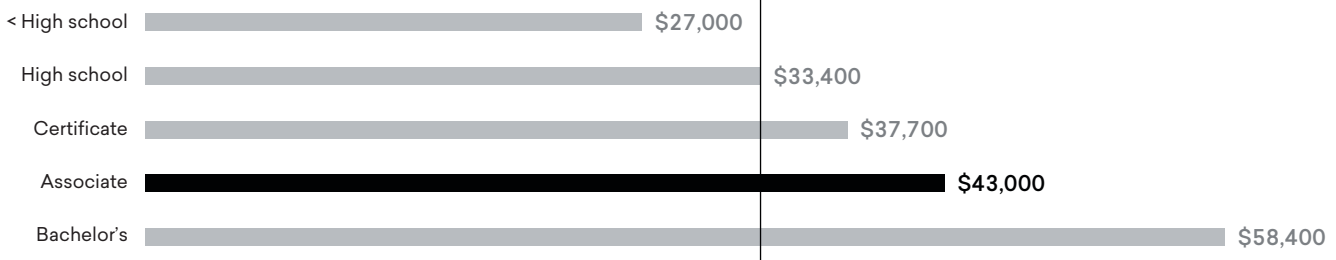 < High school $27,000
High school $33,400
Certificate $37,700
Associate $43,000
Bachelor’s $58,400